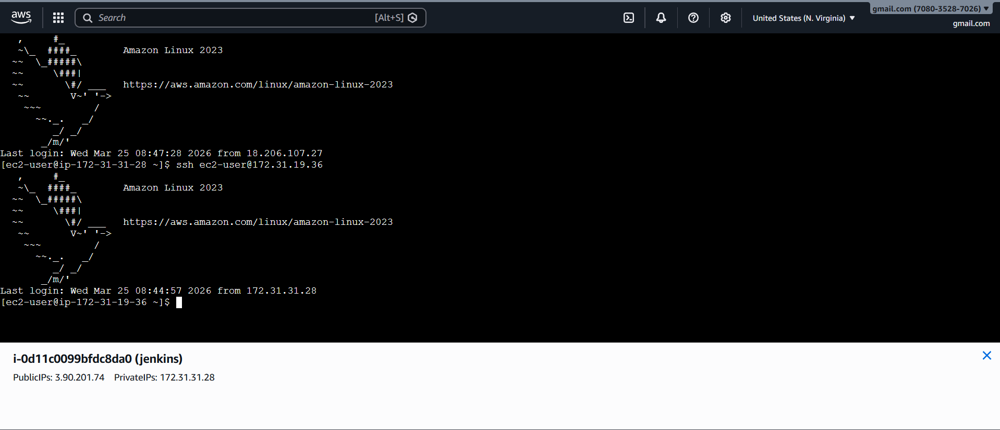 aws
Search
[Alt+S]
United States (N. Virginia) ▼
gmail.com (7080-3528-7026) ▼
gmail.com
   ,     #_
   ~\_  ####_        Amazon Linux 2023
  ~~  \_#####\
  ~~     \###|
  ~~       \#/ ___   https://aws.amazon.com/linux/amazon-linux-2023
   ~~       V~' '->
    ~~~         /
      ~~._.   _/
         _/ _/
       _/m/'
Last login: Wed Mar 25 08:47:28 2026 from 18.206.107.27
[ec2-user@ip-172-31-31-28 ~]$ ssh ec2-user@172.31.19.36
   ,     #_
   ~\_  ####_        Amazon Linux 2023
  ~~  \_#####\
  ~~     \###|
  ~~       \#/ ___   https://aws.amazon.com/linux/amazon-linux-2023
   ~~       V~' '->
    ~~~         /
      ~~._.   _/
         _/ _/
       _/m/'
Last login: Wed Mar 25 08:44:57 2026 from 172.31.31.28
[ec2-user@ip-172-31-19-36 ~]$
i-0d11c0099bfdc8da0 (jenkins)
PublicIPs: 3.90.201.74 PrivateIPs: 172.31.31.28